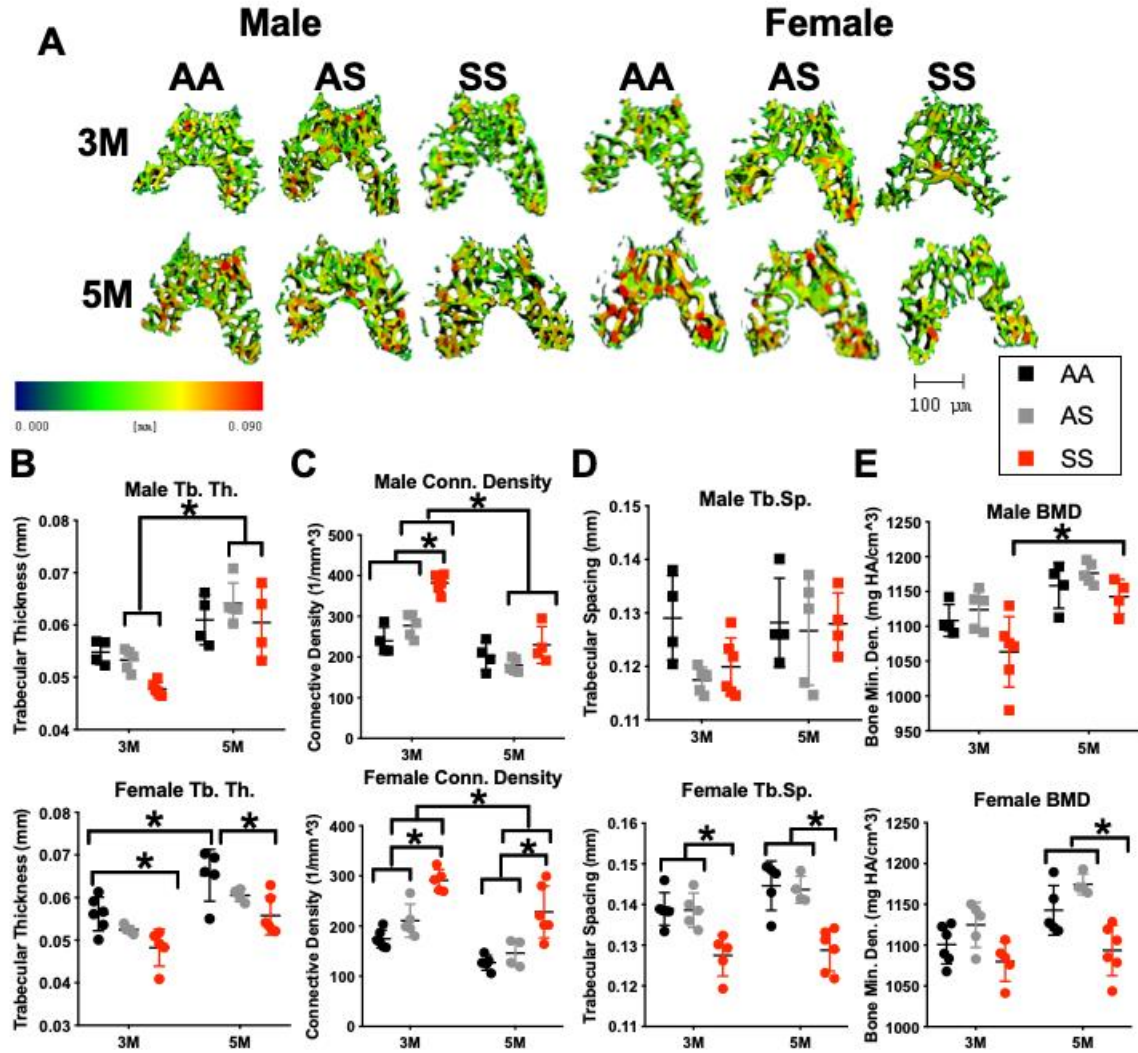 A
Male
Female
AA
AS
SS
AA
AS
SS
3M
5M
0.000
[mm]
0.090
100 µm
AA
AS
SS
B
Male Tb. Th.
*
Trabecular Thickness (mm)
0.08
0.07
0.06
0.05
0.04
3M
5M
C
Male Conn. Density
*
*
Connective Density (1/mm^3)
500
400
300
200
100
0
3M
5M
D
Male Tb.Sp.
Trabecular Spacing (mm)
0.15
0.14
0.13
0.12
0.11
3M
5M
E
Male BMD
*
Bone Min. Den. (mg HA/cm^3)
1250
1200
1150
1100
1050
1000
950
3M
5M
Female Tb. Th.
*
*
*
Trabecular Thickness (mm)
0.08
0.07
0.06
0.05
0.04
0.03
3M
5M
Female Conn. Density
*
*
*
Connective Density (1/mm^3)
400
300
200
100
0
3M
5M
Female Tb.Sp.
*
*
Trabecular Spacing (mm)
0.16
0.15
0.14
0.13
0.12
0.11
3M
5M
Female BMD
*
Bone Min. Den. (mg HA/cm^3)
1250
1200
1150
1100
1050
1000
3M
5M